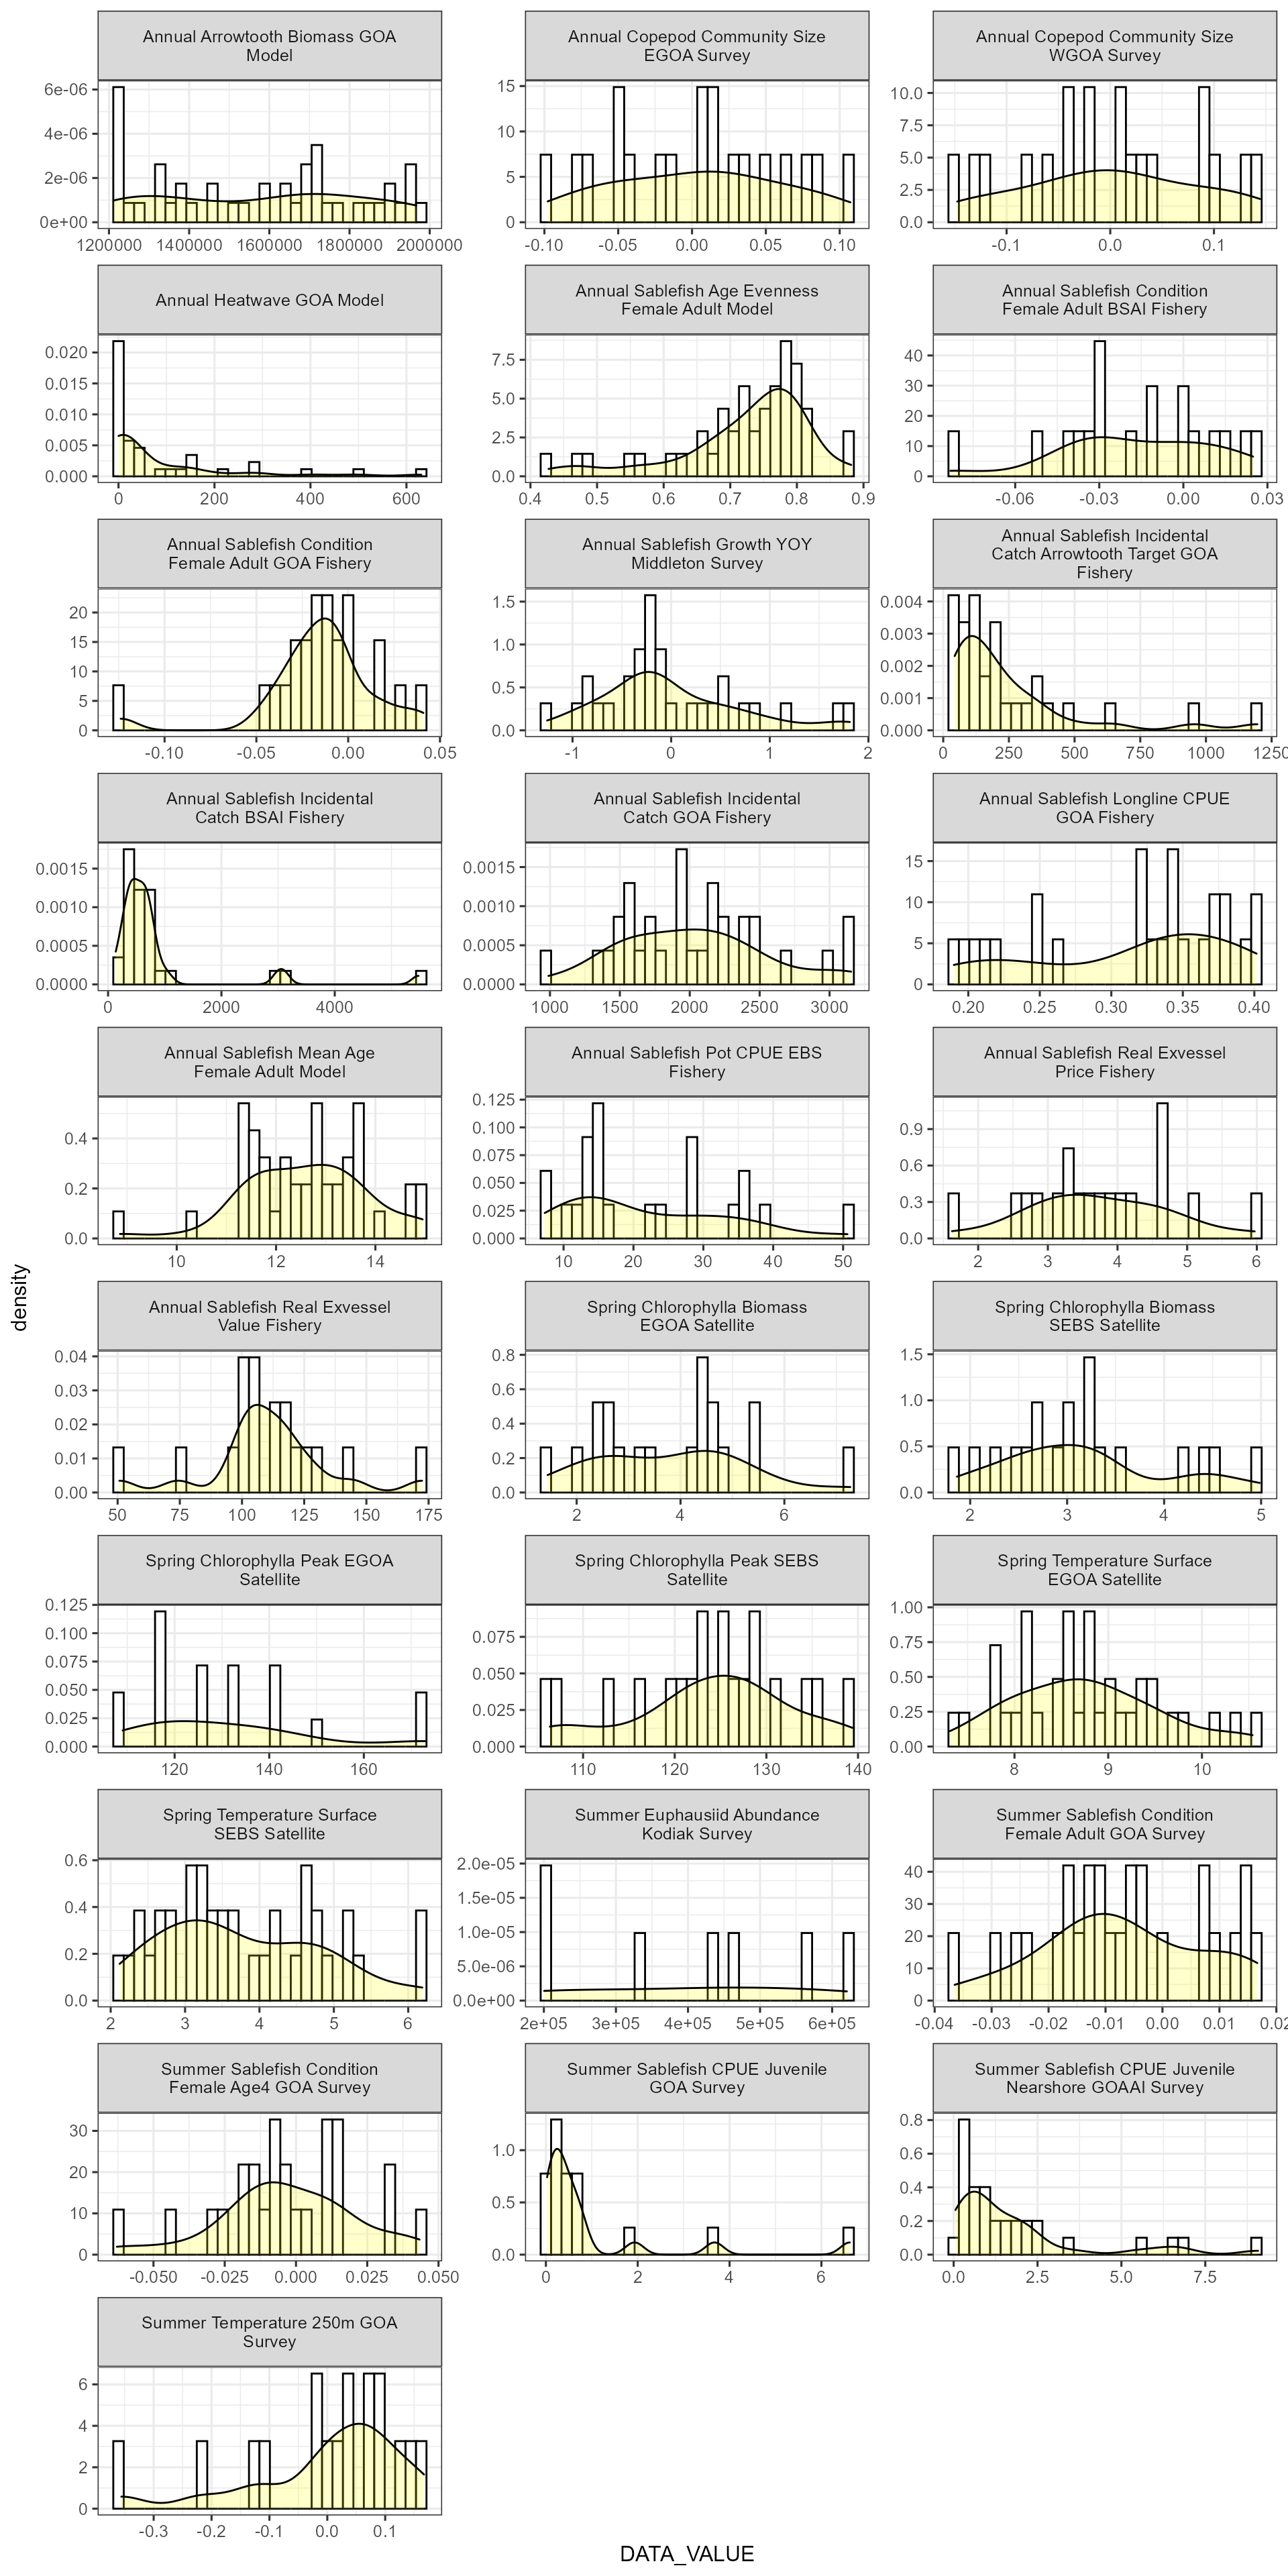 Annual Arrowtooth Biomass GOA
Model
Annual Copepod Community Size
EGOA Survey
Annual Copepod Community Size
WGOA Survey
6e-06
4e-06
2e-06
0e+00
1200000 1400000 1600000 1800000 2000000
15
10
5
0
-0.10 -0.05 0.00 0.05 0.10
10.0
7.5
5.0
2.5
0.0
-0.1 0.0 0.1
Annual Heatwave GOA Model
Annual Sablefish Age Evenness
Female Adult Model
Annual Sablefish Condition
Female Adult BSAI Fishery
0.020
0.015
0.010
0.005
0.000
0 200 400 600
7.5
5.0
2.5
0.0
0.4 0.5 0.6 0.7 0.8 0.9
40
30
20
10
0
-0.06 -0.03 0.00 0.03
Annual Sablefish Condition
Female Adult GOA Fishery
Annual Sablefish Growth YOY
Middleton Survey
Annual Sablefish Incidental
Catch Arrowtooth Target GOA
Fishery
20
15
10
5
0
-0.10 -0.05 0.00 0.05
1.5
1.0
0.5
0.0
-1 0 1 2
0.004
0.003
0.002
0.001
0.000
0 250 500 750 1000 1250
Annual Sablefish Incidental
Catch BSAI Fishery
Annual Sablefish Incidental
Catch GOA Fishery
Annual Sablefish Longline CPUE
GOA Fishery
0.0015
0.0010
0.0005
0.0000
0 2000 4000
0.0015
0.0010
0.0005
0.0000
1000 1500 2000 2500 3000
15
10
5
0
0.20 0.25 0.30 0.35 0.40
Annual Sablefish Mean Age
Female Adult Model
Annual Sablefish Pot CPUE EBS
Fishery
Annual Sablefish Real Exvessel
Price Fishery
0.4
0.2
0.0
10 12 14
0.125
0.100
0.075
0.050
0.025
0.000
10 20 30 40 50
0.9
0.6
0.3
0.0
2 3 4 5 6
density
Annual Sablefish Real Exvessel
Value Fishery
Spring Chlorophylla Biomass
EGOA Satellite
Spring Chlorophylla Biomass
SEBS Satellite
0.04
0.03
0.02
0.01
0.00
50 75 100 125 150 175
0.8
0.6
0.4
0.2
0.0
2 4 6
1.5
1.0
0.5
0.0
2 3 4 5
Spring Chlorophylla Peak EGOA
Satellite
Spring Chlorophylla Peak SEBS
Satellite
Spring Temperature Surface
EGOA Satellite
0.125
0.100
0.075
0.050
0.025
0.000
120 140 160
0.075
0.050
0.025
0.000
110 120 130 140
1.00
0.75
0.50
0.25
0.00
8 9 10
Spring Temperature Surface
SEBS Satellite
Summer Euphausiid Abundance
Kodiak Survey
Summer Sablefish Condition
Female Adult GOA Survey
0.6
0.4
0.2
0.0
2 3 4 5 6
2.0e-05
1.5e-05
1.0e-05
5.0e-06
0.0e+00
2e+05 3e+05 4e+05 5e+05 6e+05
40
30
20
10
0
-0.04 -0.03 -0.02 -0.01 0.00 0.01 0.02
Summer Sablefish Condition
Female Age4 GOA Survey
Summer Sablefish CPUE Juvenile
GOA Survey
Summer Sablefish CPUE Juvenile
Nearshore GOAAI Survey
30
20
10
0
-0.050 -0.025 0.000 0.025 0.050
1.0
0.5
0.0
0 2 4 6
0.8
0.6
0.4
0.2
0.0
0.0 2.5 5.0 7.5
Summer Temperature 250m GOA
Survey
6
4
2
0
-0.3 -0.2 -0.1 0.0 0.1
DATA_VALUE